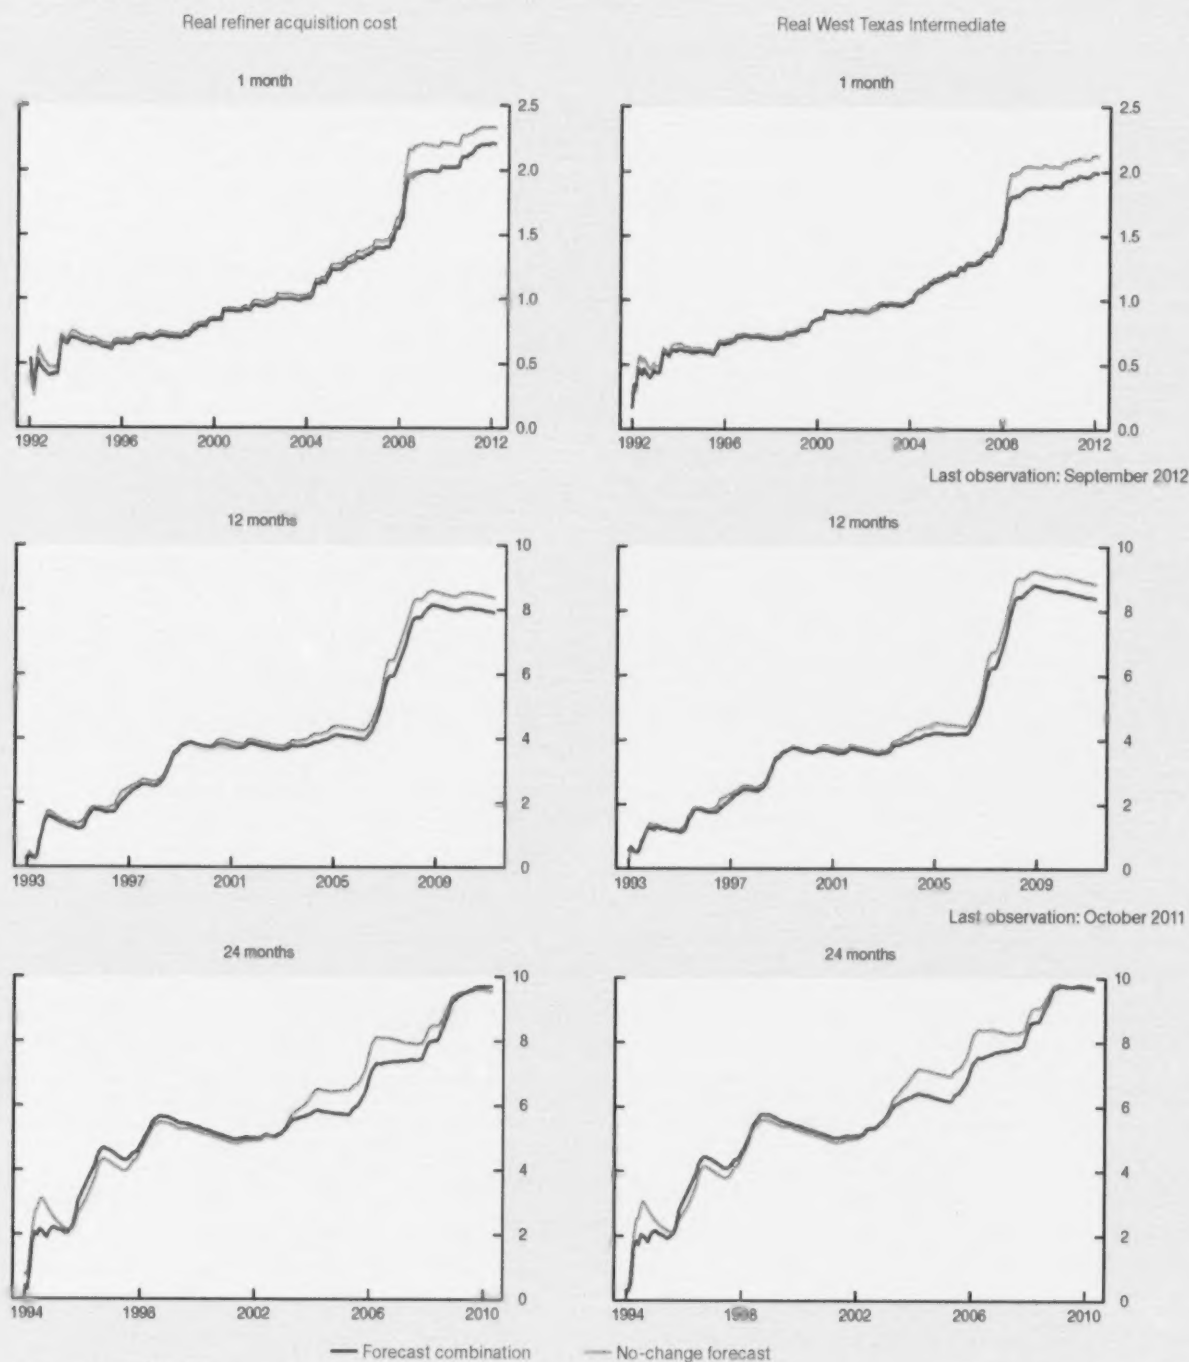 Real refiner acquisition cost
Real West Texas Intermediate
1 month
1 month
2.5
2.0
1.5
1.0
0.5
0.0
1992 1996 2000 2004 2008 2012
2.5
2.0
1.5
1.0
0.5
0.0
1992 1996 2000 2004 2008 2012
Last observation: September 2012
12 months
12 months
10
8
6
4
2
0
1993 1997 2001 2005 2009
10
8
6
4
2
0
1993 1997 2001 2005 2009
Last observation: October 2011
24 months
24 months
10
8
6
4
2
0
1994 1998 2002 2006 2010
10
8
6
4
2
0
1994 1998 2002 2006 2010
Forecast combination No-change forecast